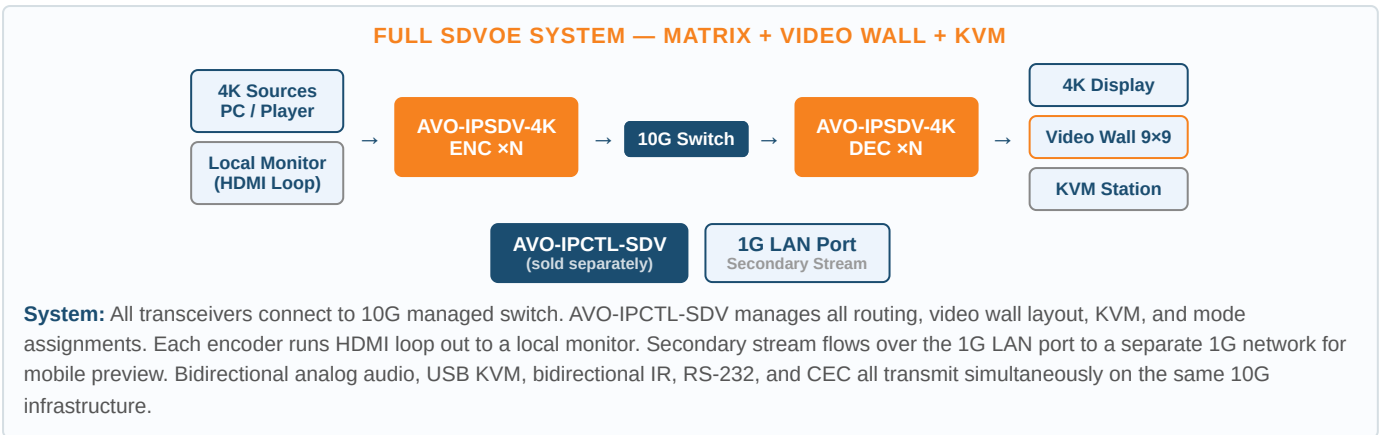 FULL SDVOE SYSTEM — MATRIX + VIDEO WALL + KVM
4K Sources
PC / Player
Local Monitor
(HDMI Loop)
→
AVO-IPSDV-4K
ENC ×N
→
10G Switch
→
AVO-IPSDV-4K
DEC ×N
→
4K Display
Video Wall 9×9
KVM Station
AVO-IPCTL-SDV
(sold separately)
1G LAN Port
Secondary Stream
System: All transceivers connect to 10G managed switch. AVO-IPCTL-SDV manages all routing, video wall layout, KVM, and mode
assignments. Each encoder runs HDMI loop out to a local monitor. Secondary stream flows over the 1G LAN port to a separate 1G network for
mobile preview. Bidirectional analog audio, USB KVM, bidirectional IR, RS-232, and CEC all transmit simultaneously on the same 10G
infrastructure.